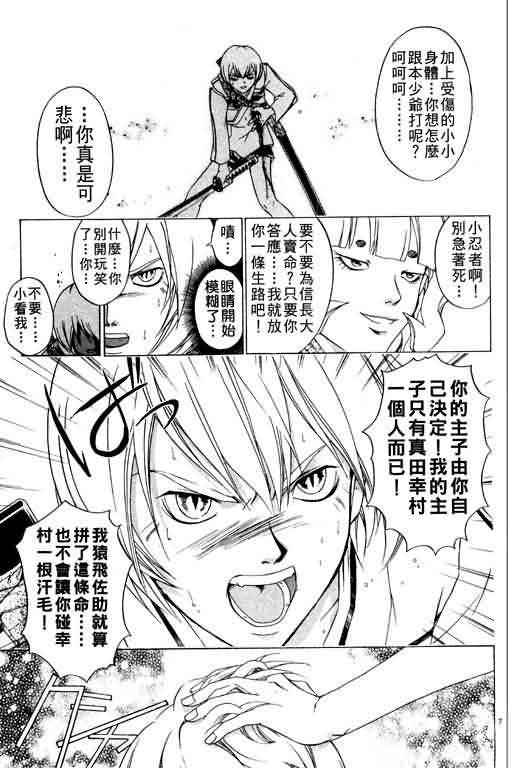 加上受傷的小小
身體…你想怎麼
跟本少爺打呢？
呵呵呵………
…你真是可
悲啊……
小忍者啊！
別急著死…
要不要為信長大
人賣命？只要你
答應……我就放
你一條生路吧！
嘖…
眼睛開始
模糊了…
什麼…你
別開玩笑
了…你…
不要……
小看我…
你的主子由你自
己決定！我的主
子只有真田幸村
一個人而已！
ばっ
我猿飛佐助就算
拼了這條命……
也不會讓你碰幸
村一根汗毛！
7